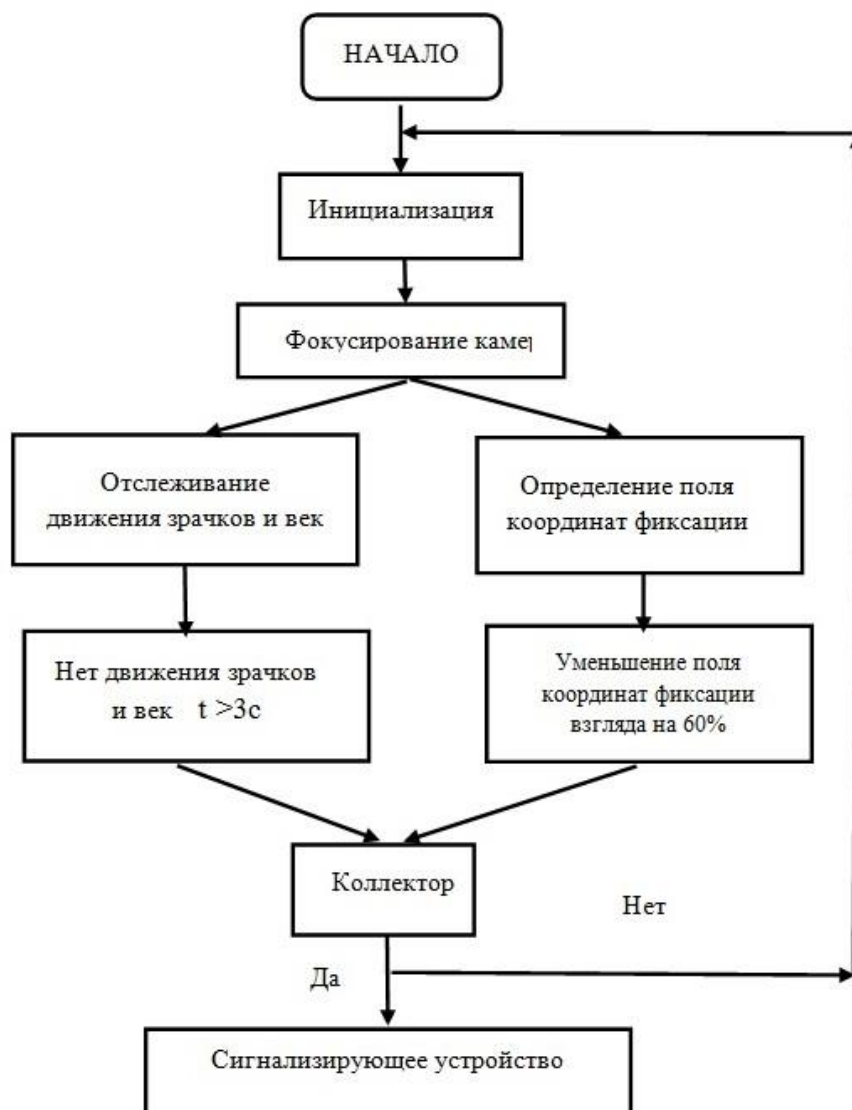 НАЧАЛО
Инициализация
Фокусирование камер
Отслеживание
движения зрачков и век
Определение поля
координат фиксации
Нет движения зрачков
и век t >3с
Уменьшение поля
координат фиксации
взгляда на 60%
Коллектор
Нет
Да
Сигнализирующее устройство